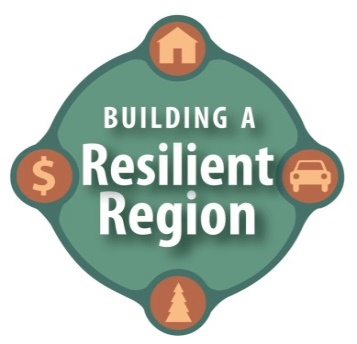 BUILDING A
$ Resilient
Region